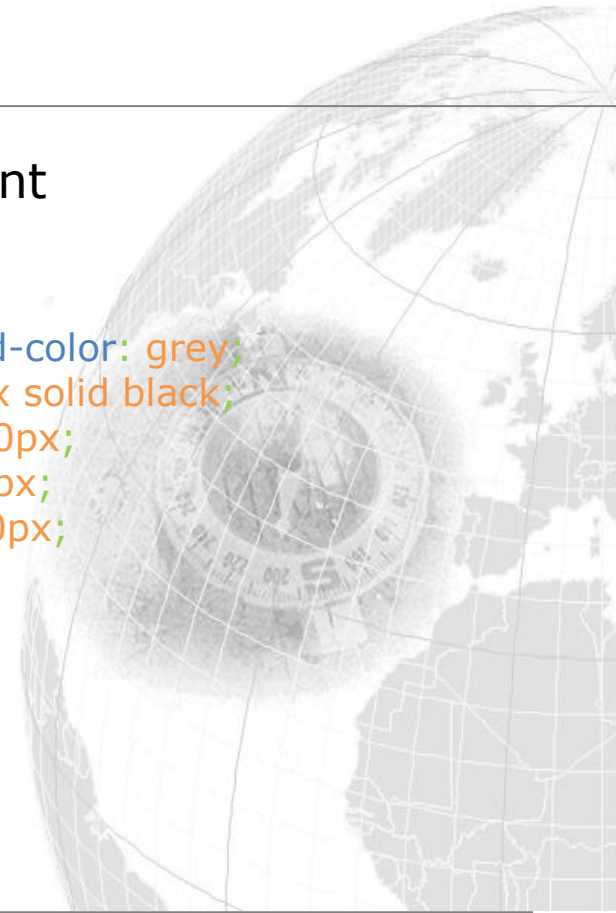 nt
d-color: grey;
x solid black;
0px;
px;
0px;